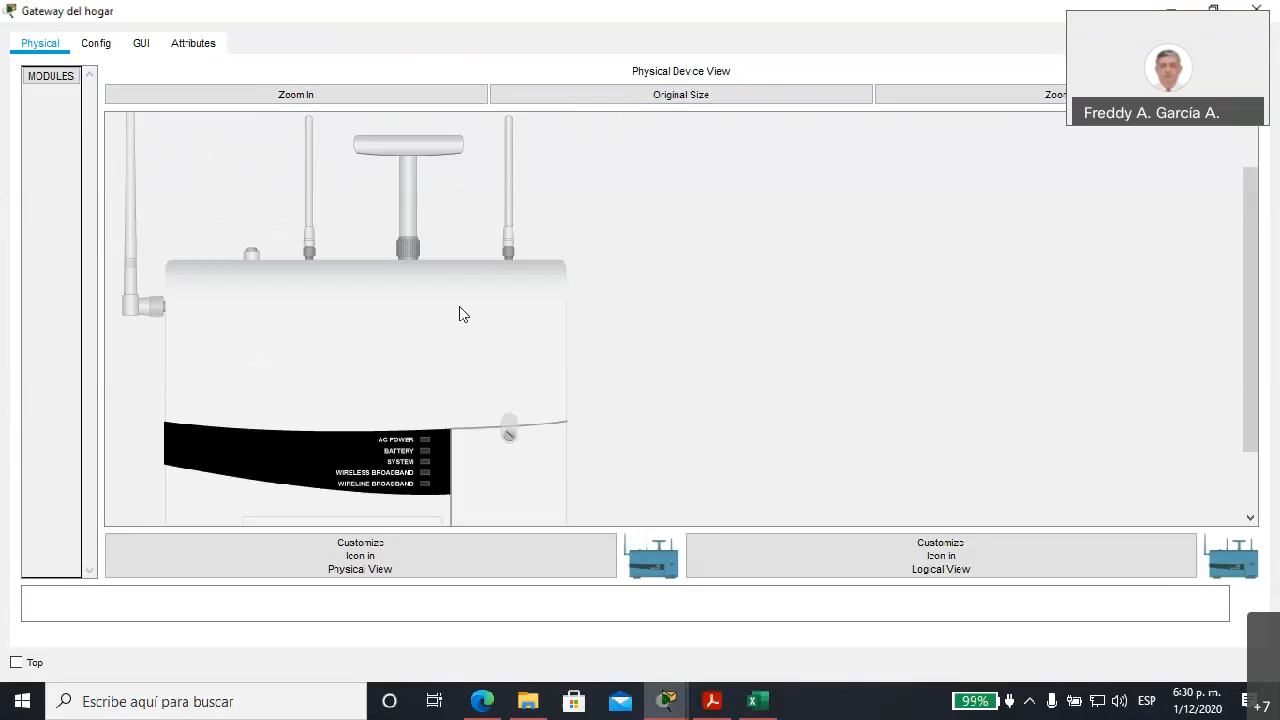 Gateway del hogar
Physical
Config
GUI
Attributes
MODULES
Physical Device View
Zoom In
Original Size
Zoo
Freddy A. García A.
AC POWER
BATTERY
SYSTEM
WIRELESS BROADBAND
WIRELINE BROADBAND
Customize
Icon in
Physical View
Customize
Icon in
Logical View
Top
Escribe aquí para buscar
99%
ESP
6:30 p. m.
1/12/2020
+7